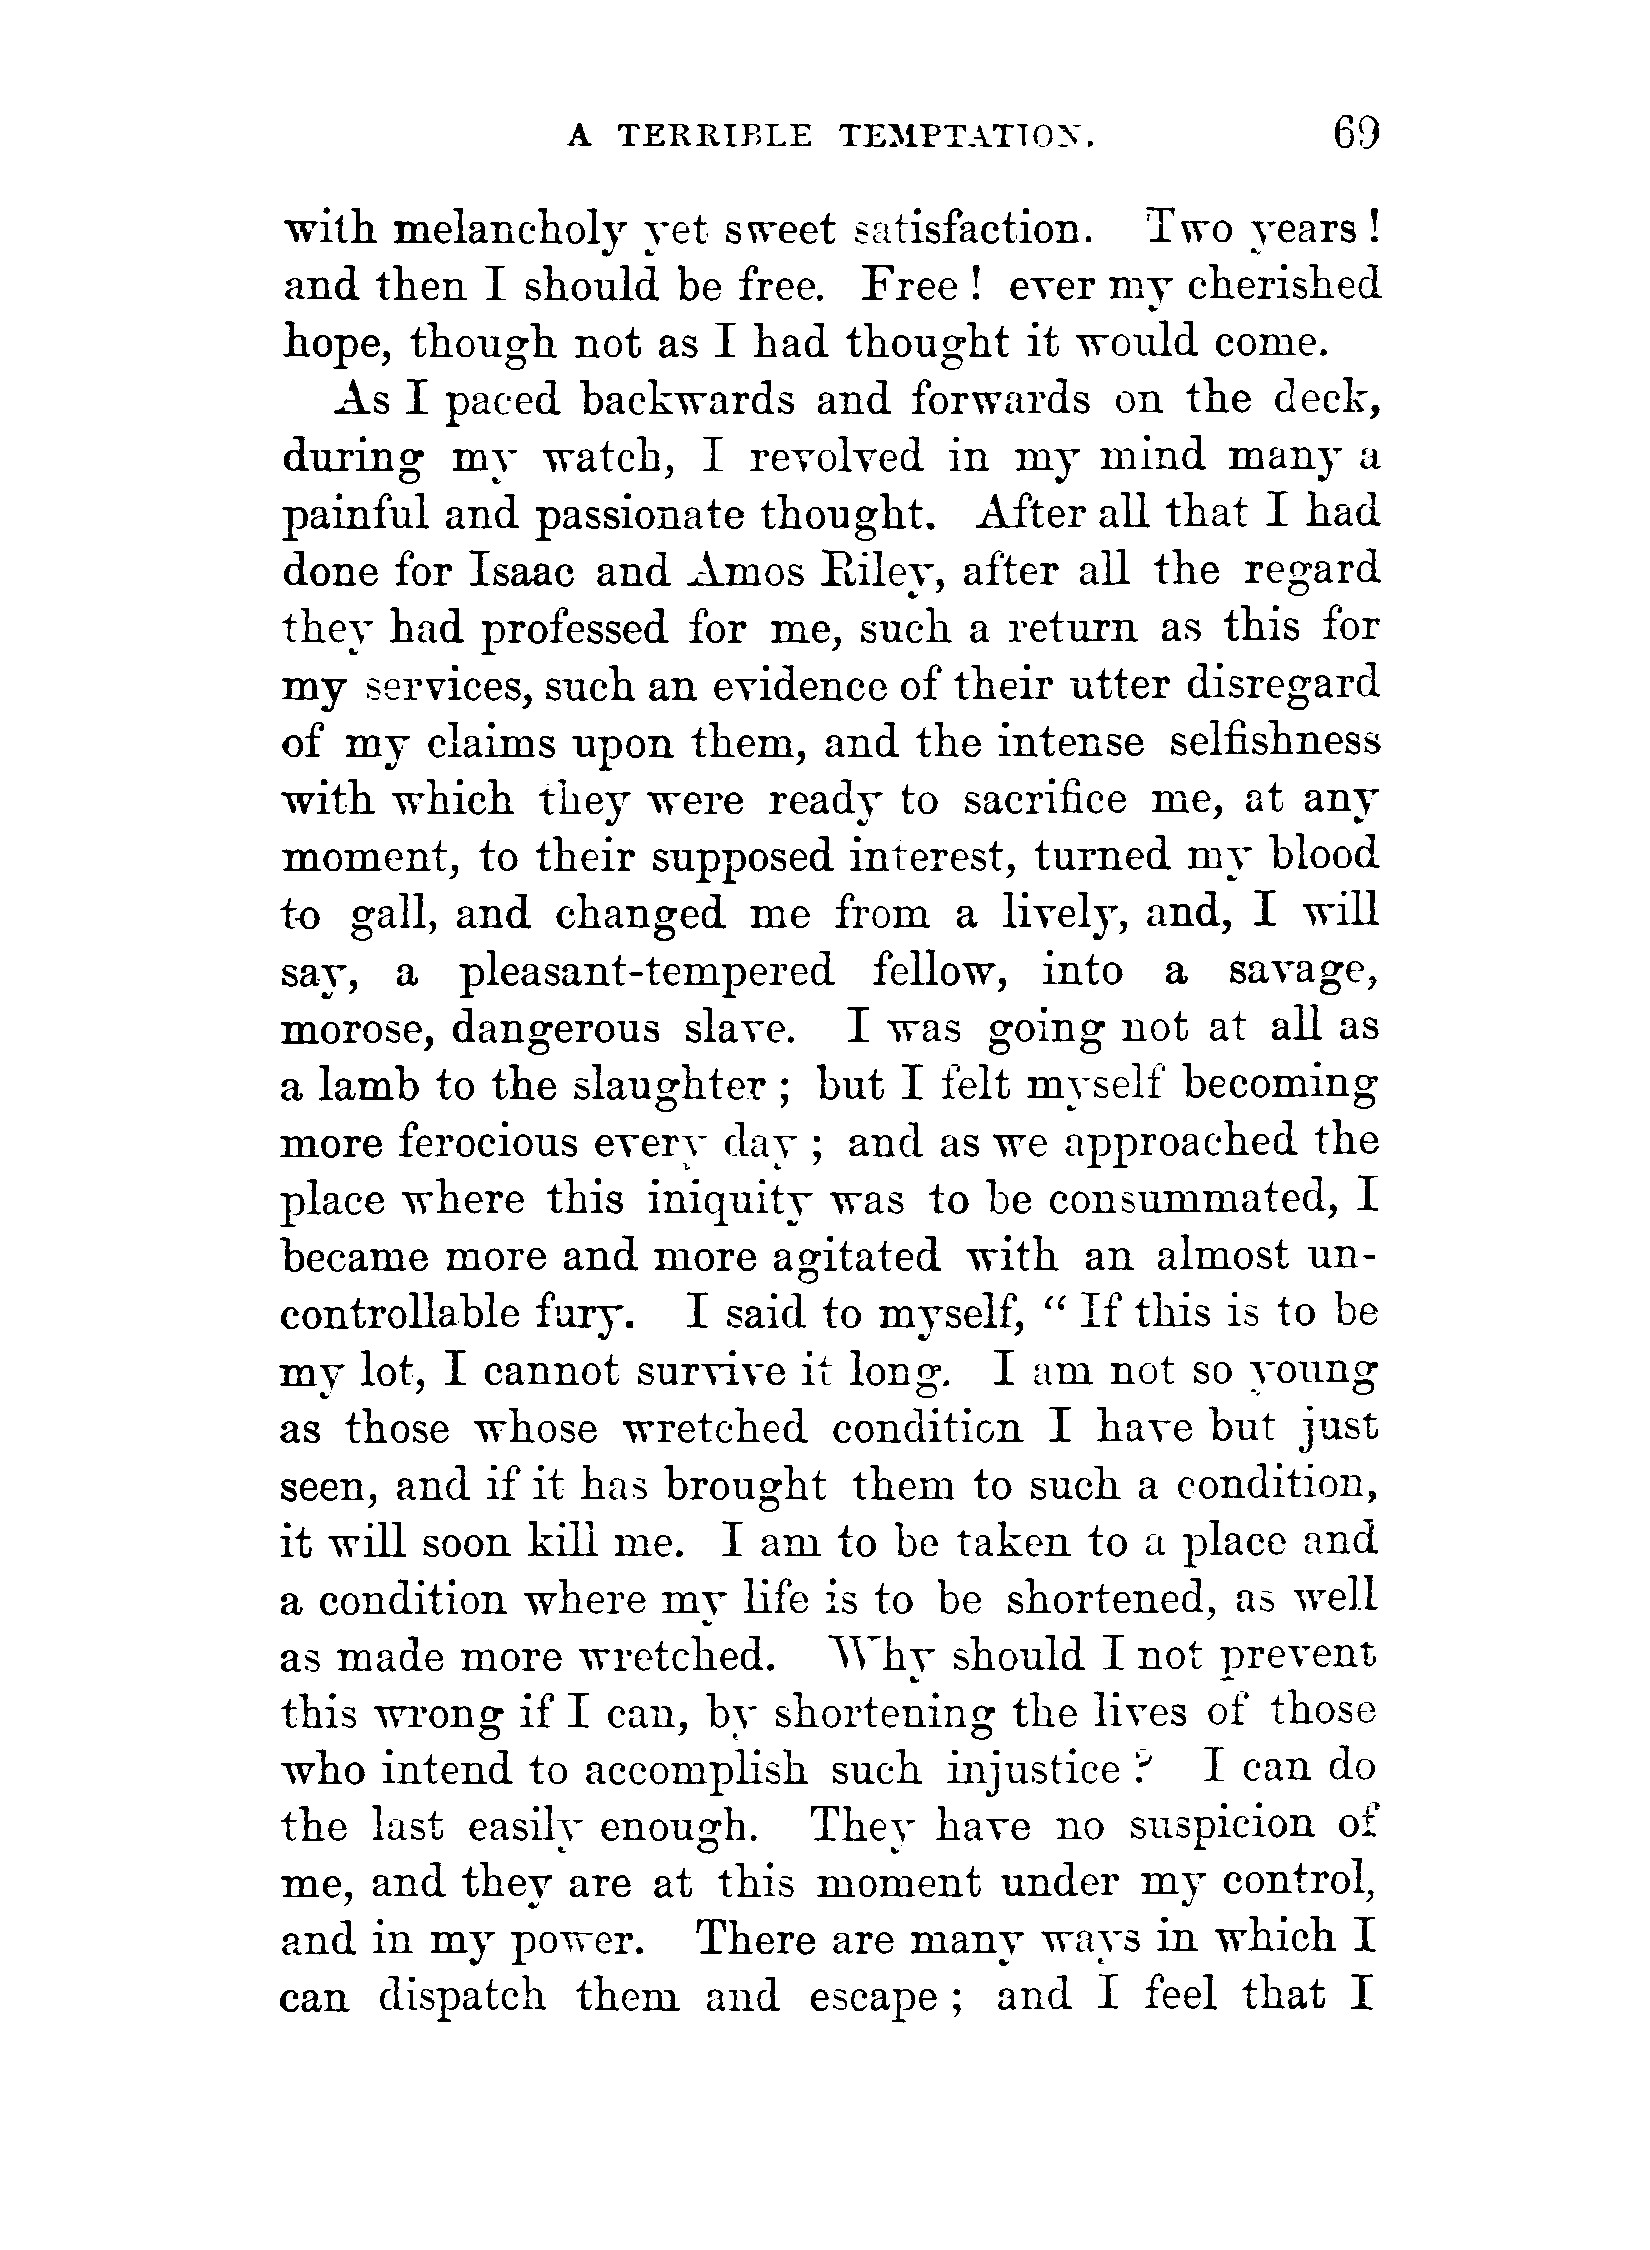 A TERRIBLE TEMPTATION. 69
with melancholy yet sweet satisfaction. Two years!
and then I should be free. Free! ever my cherished
hope, though not as I had thought it would come.
As I paced backwards and forwards on the deck,
during my watch, I revolved in my mind many a
painful and passionate thought. After all that I had
done for Isaac and Amos Riley, after all the regard
they had professed for me, such a return as this for
my services, such an evidence of their utter disregard
of my claims upon them, and the intense selfishness
with which they were ready to sacrifice me, at any
moment, to their supposed interest, turned my blood
to gall, and changed me from a lively, and, I will
say, a pleasant-tempered fellow, into a savage,
morose, dangerous slave. I was going not at all as
a lamb to the slaughter; but I felt myself becoming
more ferocious every day; and as we approached the
place where this iniquity was to be consummated, I
became more and more agitated with an almost un-
controllable fury. I said to myself, “If this is to be
my lot, I cannot survive it long. I am not so young
as those whose wretched condition I have but just
seen, and if it has brought them to such a condition,
it will soon kill me. I am to be taken to a place and
a condition where my life is to be shortened, as well
as made more wretched. Why should I not prevent
this wrong if I can, by shortening the lives of those
who intend to accomplish such injustice? I can do
the last easily enough. They have no suspicion of
me, and they are at this moment under my control,
and in my power. There are many ways in which I
can dispatch them and escape; and I feel that I